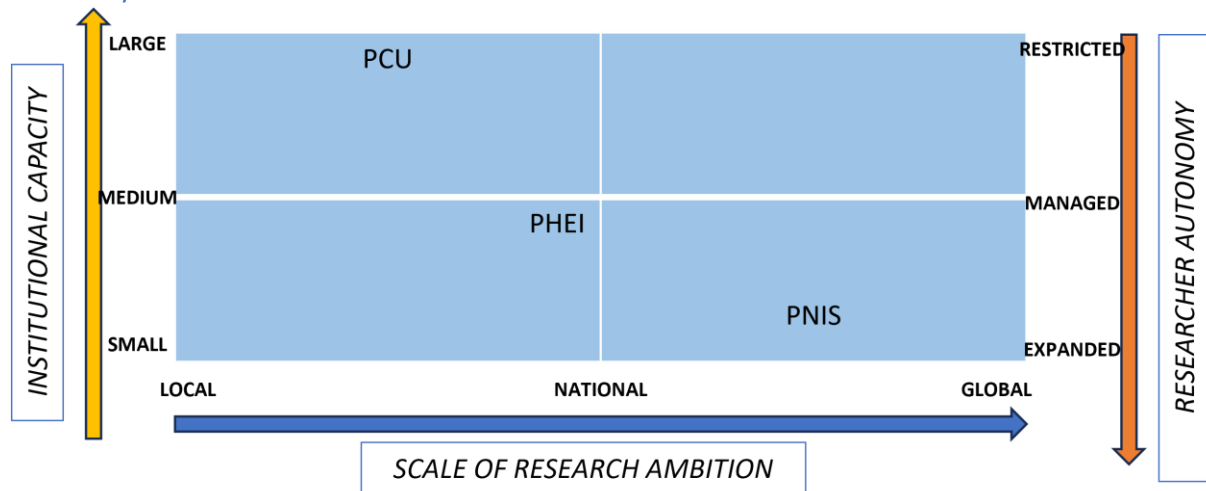 LARGE
PCU
RESTRICTED
INSTITUTIONAL CAPACITY
MEDIUM
MANAGED
RESEARCHER AUTONOMY
PHEI
PNIS
SMALL
EXPANDED
LOCAL
NATIONAL
GLOBAL
SCALE OF RESEARCH AMBITION